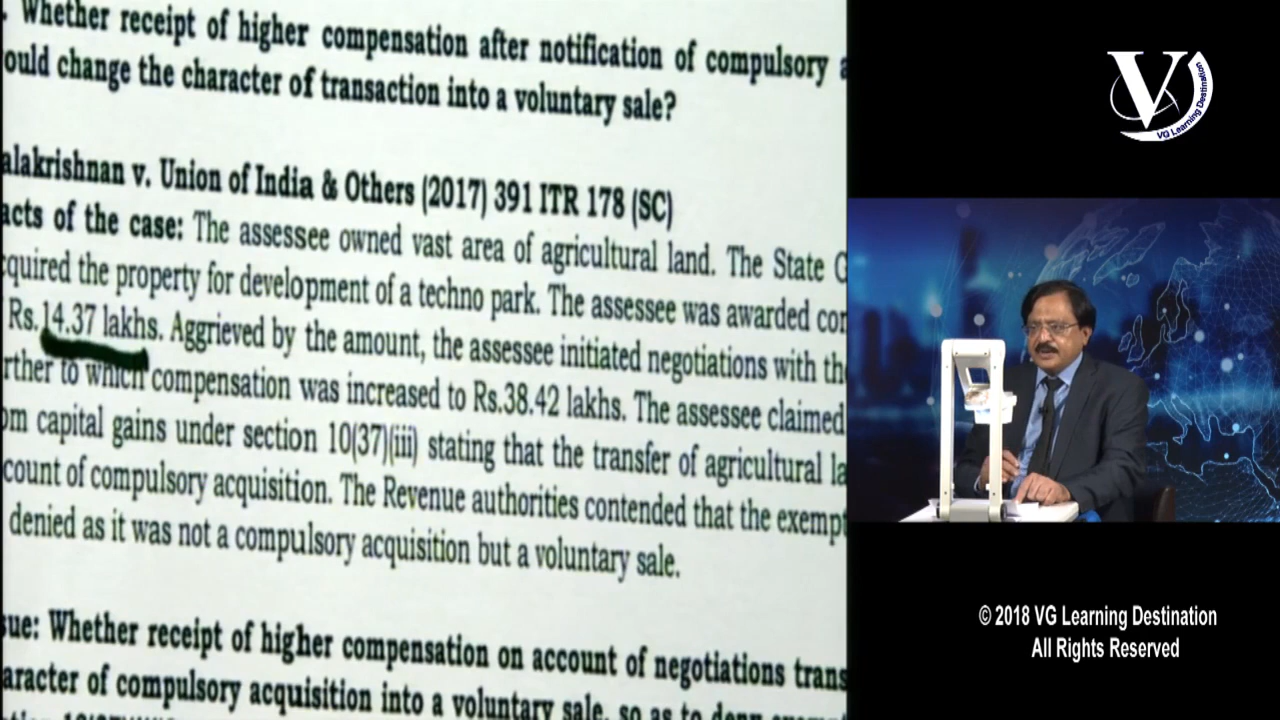 . Whether receipt of higher compensation after notification of compulsory a
ould change the character of transaction into a voluntary sale?
alakrishnan v. Union of India & Others (2017) 391 ITR 178 (SC)
acts of the case: The assessee owned vast area of agricultural land. The State G
cquired the property for development of a techno park. The assessee was awarded con
Rs.14.37 lakhs. Aggrieved by the amount, the assessee initiated negotiations with the
rther to which compensation was increased to Rs.38.42 lakhs. The assessee claimed
om capital gains under section 10(37)(iii) stating that the transfer of agricultural la
count of compulsory acquisition. The Revenue authorities contended that the exempt
denied as it was not a compulsory acquisition but a voluntary sale.
sue: Whether receipt of higher compensation on account of negotiations trans
aracter of compulsory acquisition into a voluntary sale, so as to deny
V
VG Learning Destination
© 2018 VG Learning Destination
All Rights Reserved